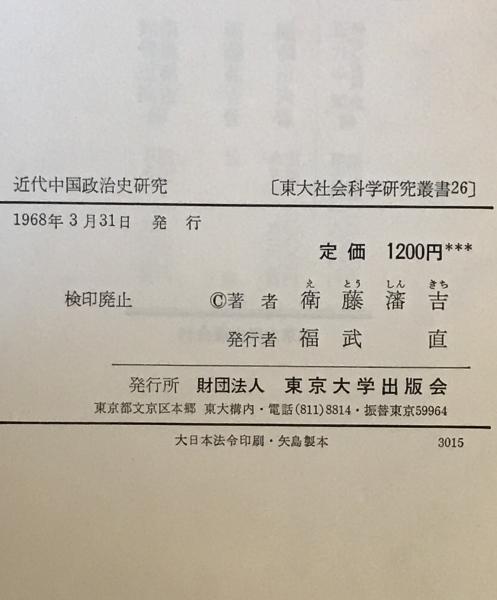 近代中国政治史研究 〔東大社会科学研究叢書26〕
1968年3月31日 発 行
定 価 1200円***
え とう しん きち
検印廃止 ©著 者 衛 藤 瀋 吉
発行者 福 武 直
発行所 財団法人 東京大学出版会
東京都文京区本郷 東大構内・電話(811)8814・振替東京59964
大日本法令印刷・矢島製本 3015